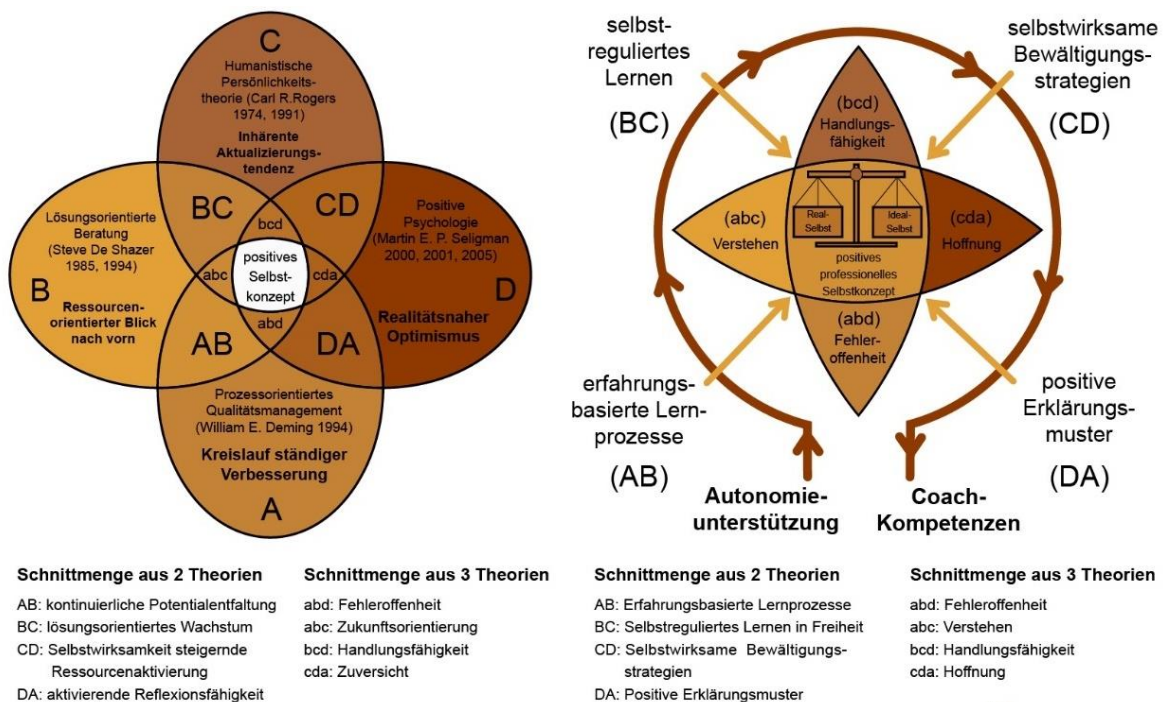 C
Humanistische
Persönlichkeits-
theorie (Carl R.Rogers
1974, 1991)
Inhärente
Aktualizierungs-
tendenz
BC
CD
bcd
Lösungsorientierte
Beratung
(Steve De Shazer
1985, 1994)
B
Ressourcen-
orientierter Blick
nach vorn
abc
positives
Selbst-
konzept
cda
Positive
Psychologie
(Martin E. P. Seligman
2000, 2001, 2005)
D
Realitätsnaher
Optimismus
abd
AB
DA
Prozessorientiertes
Qualitätsmanagement
(William E. Deming 1994)
Kreislauf ständiger
Verbesserung
A
Schnittmenge aus 2 Theorien
AB: kontinuierliche Potentialentfaltung
BC: lösungsorientiertes Wachstum
CD: Selbstwirksamkeit steigernde
Ressourcenaktivierung
DA: aktivierende Reflexionsfähigkeit
Schnittmenge aus 3 Theorien
abd: Fehleroffenheit
abc: Zukunftsorientierung
bcd: Handlungsfähigkeit
cda: Zuversicht
selbst-
reguliertes
Lernen
(BC)
selbstwirksame
Bewältigungs-
strategien
(CD)
(bcd)
Handlungs-
fähigkeit
(abc)
Verstehen
Real-
Selbst
Ideal-
Selbst
positives
professionelles
Selbstkonzept
(cda)
Hoffnung
(abd)
Fehler-
offenheit
erfahrungs-
basierte Lern-
prozesse
(AB)
positive
Erklärungs-
muster
(DA)
Autonomie-
unterstützung
Coach-
Kompetenzen
Schnittmenge aus 2 Theorien
AB: Erfahrungsbasierte Lernprozesse
BC: Selbstreguliertes Lernen in Freiheit
CD: Selbstwirksame Bewältigungs-
strategien
DA: Positive Erklärungsmuster
Schnittmenge aus 3 Theorien
abd: Fehleroffenheit
abc: Verstehen
bcd: Handlungsfähigkeit
cda: Hoffnung